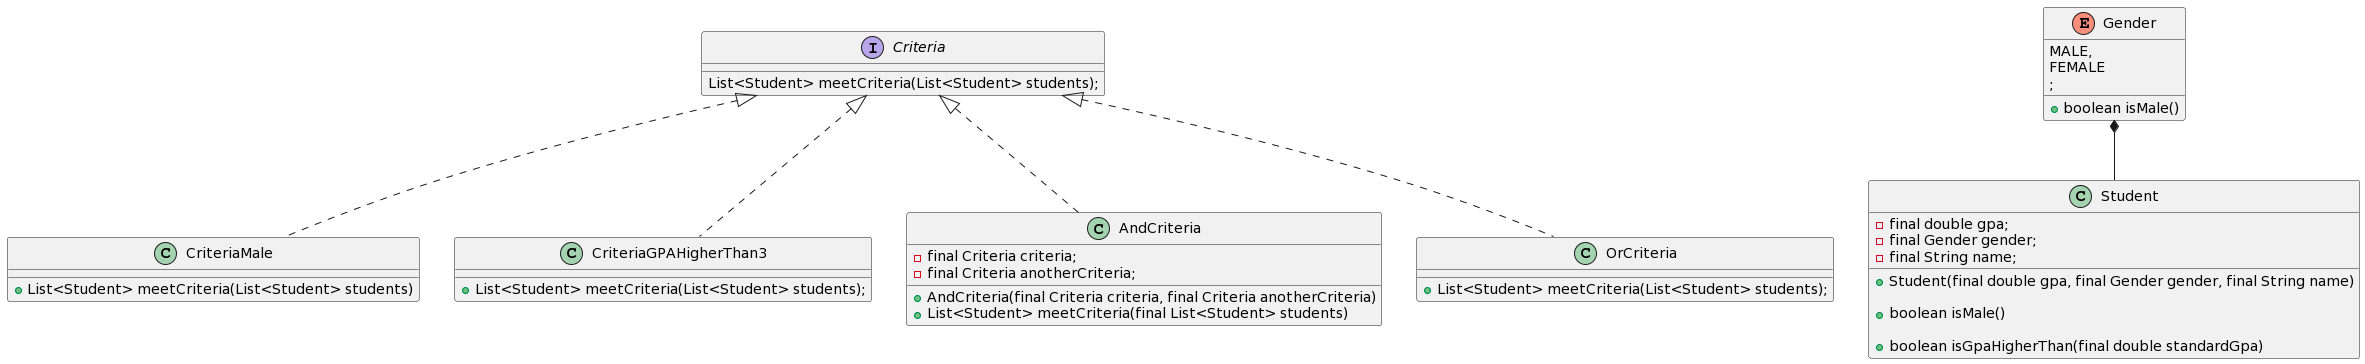 I Criteria
List<Student> meetCriteria(List<Student> students);
E Gender
MALE,
FEMALE
;
boolean isMale()
C CriteriaMale
List<Student> meetCriteria(List<Student> students)
C CriteriaGPAHigherThan3
List<Student> meetCriteria(List<Student> students);
C AndCriteria
final Criteria criteria;
final Criteria anotherCriteria;
AndCriteria(final Criteria criteria, final Criteria anotherCriteria)
List<Student> meetCriteria(final List<Student> students)
C OrCriteria
List<Student> meetCriteria(List<Student> students);
C Student
final double gpa;
final Gender gender;
final String name;
Student(final double gpa, final Gender gender, final String name)
boolean isMale()
boolean isGpaHigherThan(final double standardGpa)